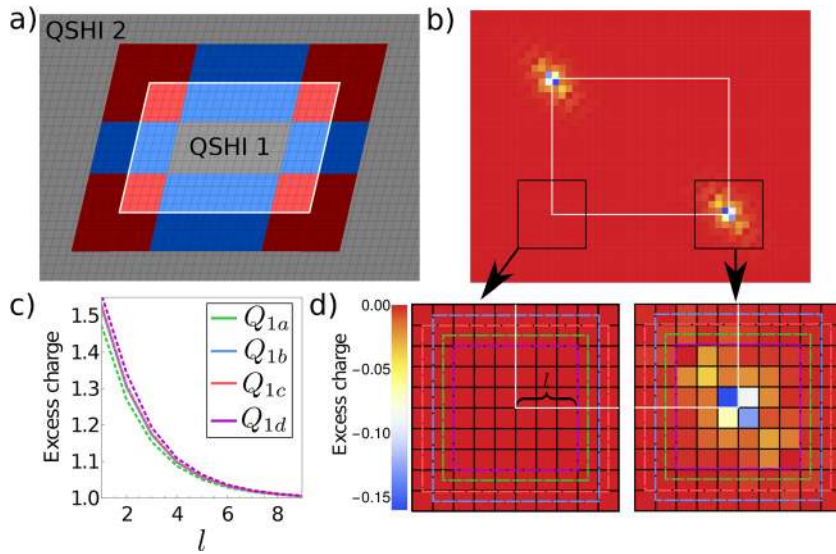 a)
QSHI 2
QSHI 1
b)
c)
Excess charge
1.5
1.4
1.3
1.2
1.1
1.0
2
4
6
8
l
Q1a
Q1b
Q1c
Q1d
d)
Excess charge
0.00
−0.05
−0.10
−0.15
l